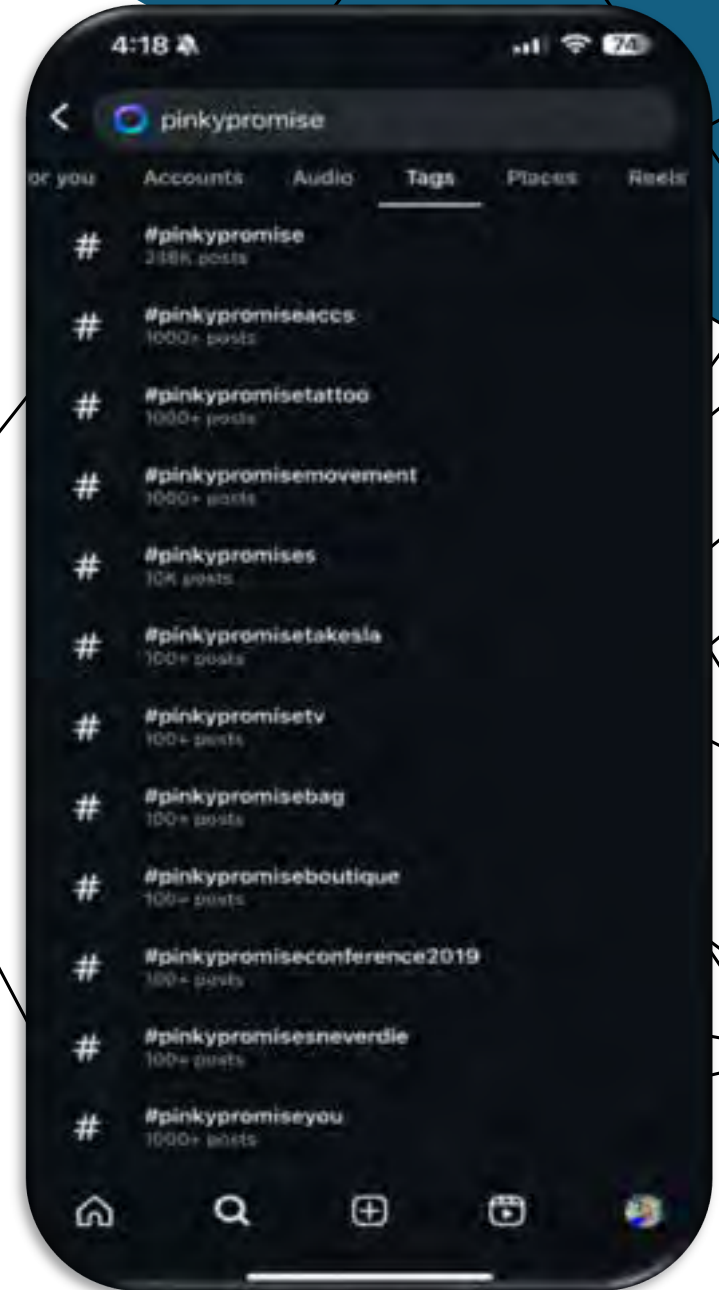 4:18
74
pinkypromise
or you Accounts Audio Tags Places Reels
# #pinkypromise
posts
# #pinkypromiseaccs
1000+ posts
# #pinkypromisetattoo
1000+ posts
# #pinkypromisemovement
1000+ posts
# #pinkypromises
10K posts
# #pinkypromisetakesla
100+ posts
# #pinkypromisetv
100+ posts
# #pinkypromisebag
100+ posts
# #pinkypromiseboutique
100+ posts
# #pinkypromiseconference2019
100+ posts
# #pinkypromisesneverdie
100+ posts
# #pinkypromiseyou
1000+ posts